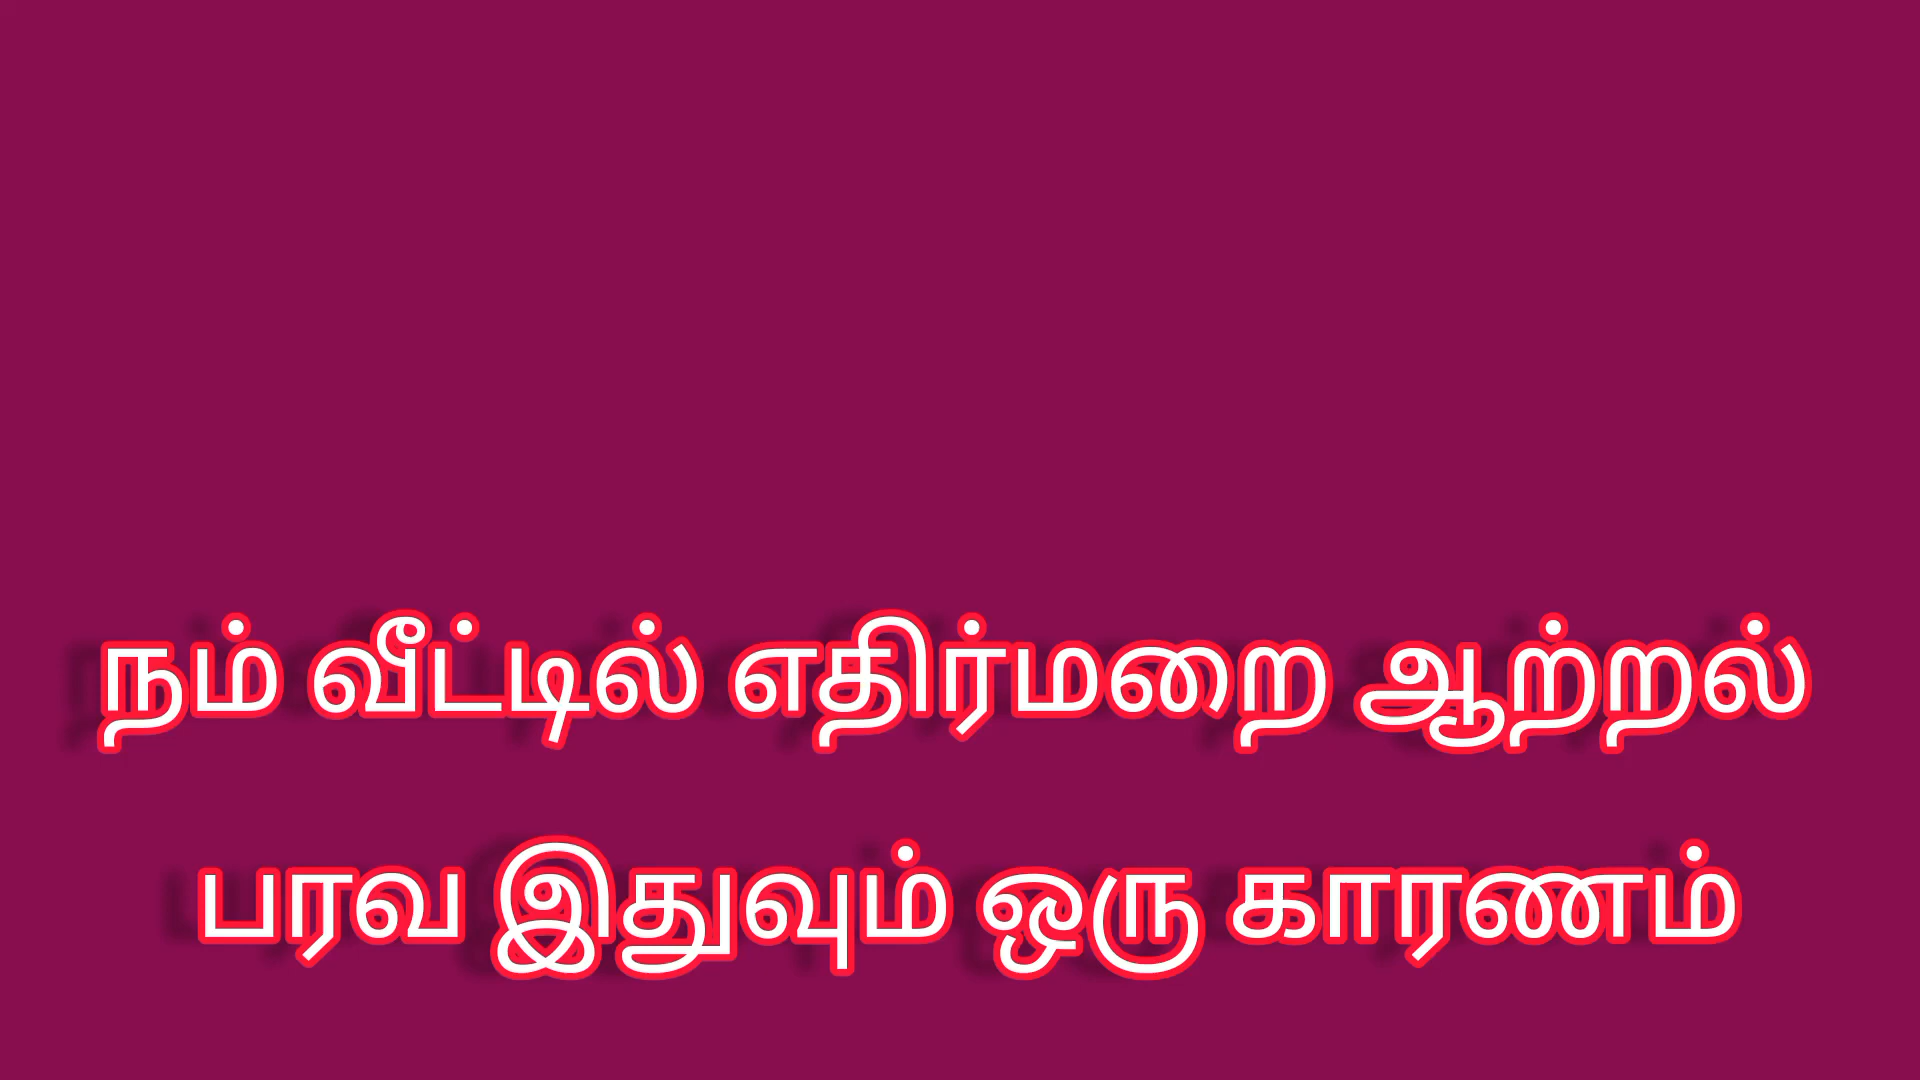 நம் வீட்டில் எதிர்மறை ஆற்றல்
பரவ இதுவும் ஒரு காரணம்